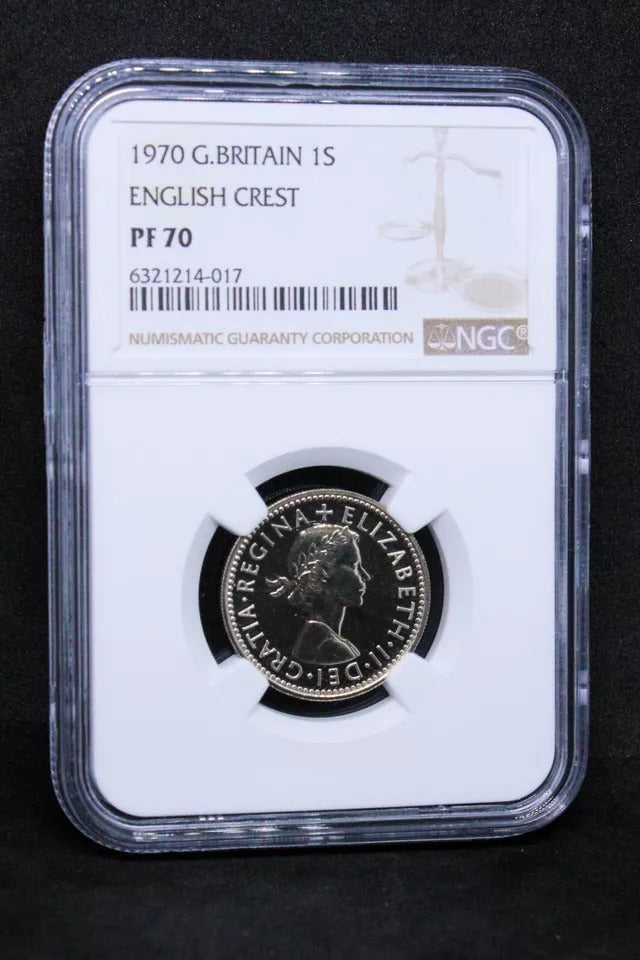 1970 G.BRITAIN 1S
ENGLISH CREST
PF 70
6321214-017
NUMISMATIC GUARANTY CORPORATION
NGC®
+ ELIZABETH · II · DEI · GRATIA · REGINA